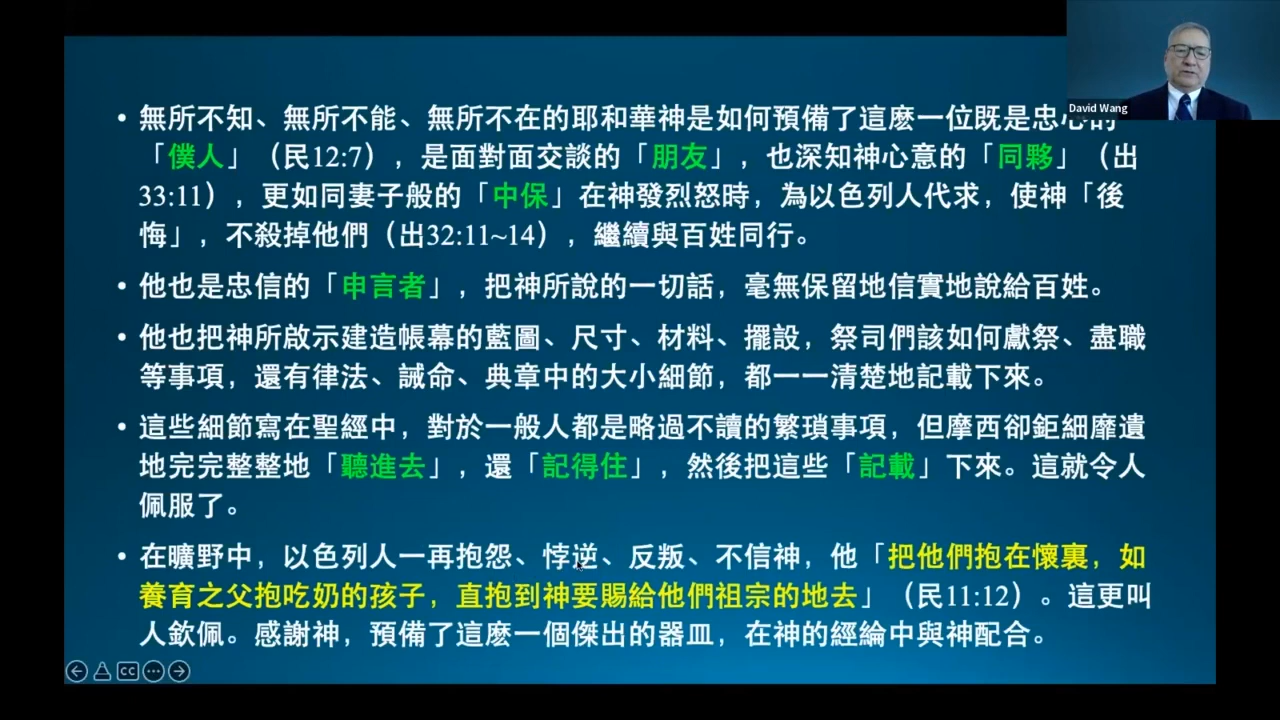 David Wang
• 無所不知、無所不能、無所不在的耶和華神是如何預備了這麽一位既是忠心的
「僕人」（民12:7），是面對面交談的「朋友」，也深知神心意的「同夥」（出
33:11），更如同妻子般的「中保」在神發烈怒時，為以色列人代求，使神「後
悔」，不殺掉他們（出32:11~14），繼續與百姓同行。
• 他也是忠信的「申言者」，把神所說的一切話，毫無保留地信實地說給百姓。
• 他也把神所啟示建造帳幕的藍圖、尺寸、材料、擺設，祭司們該如何獻祭、盡職
等事項，還有律法、誡命、典章中的大小細節，都一一清楚地記載下來。
• 這些細節寫在聖經中，對於一般人都是略過不讀的繁瑣事項，但摩西卻鉅細靡遺
地完完整整地「聽進去」，還「記得住」，然後把這些「記載」下來。這就令人
佩服了。
• 在曠野中，以色列人一再抱怨、悖逆、反叛、不信神，他「把他們抱在懷裏，如
養育之父抱吃奶的孩子，直抱到神要賜給他們祖宗的地去」（民11:12）。這更叫
人欽佩。感謝神，預備了這麽一個傑出的器皿，在神的經綸中與神配合。
CC